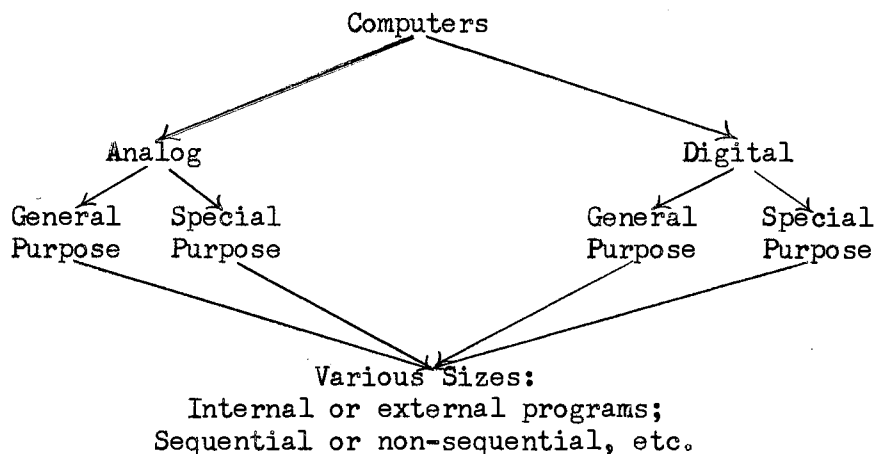 Computers
Analog
Digital
General Purpose
Special Purpose
General Purpose
Special Purpose
Various Sizes:
Internal or external programs;
Sequential or non-sequential, etc.